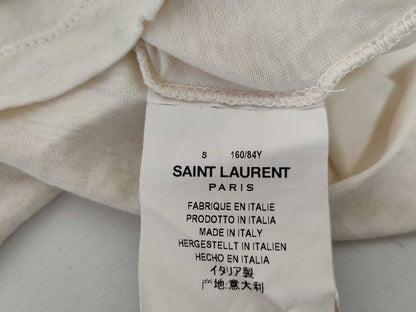 S 160/84Y
SAINT LAURENT
PARIS
FABRIQUE EN ITALIE
PRODOTTO IN ITALIA
MADE IN ITALY
HERGESTELLT IN ITALIEN
HECHO EN ITALIA
イタリア製
产地:意大利